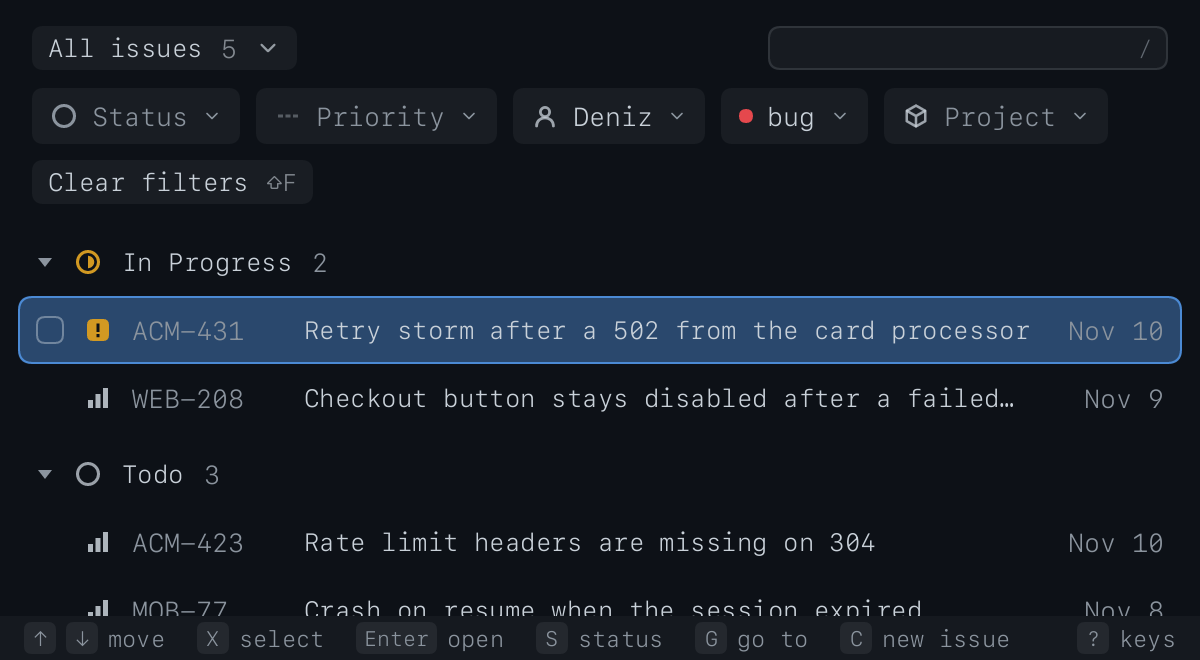 All issues 5 /
Status Priority Deniz bug Project
Clear filters ⇧F
In Progress 2
ACM-431 Retry storm after a 502 from the card processor Nov 10
WEB-208 Checkout button stays disabled after a failed… Nov 9
Todo 3
ACM-423 Rate limit headers are missing on 304 Nov 10
MOB-77 Crash on resume when the session expired Nov 8
↑ ↓ move X select Enter open S status G go to C new issue ? keys